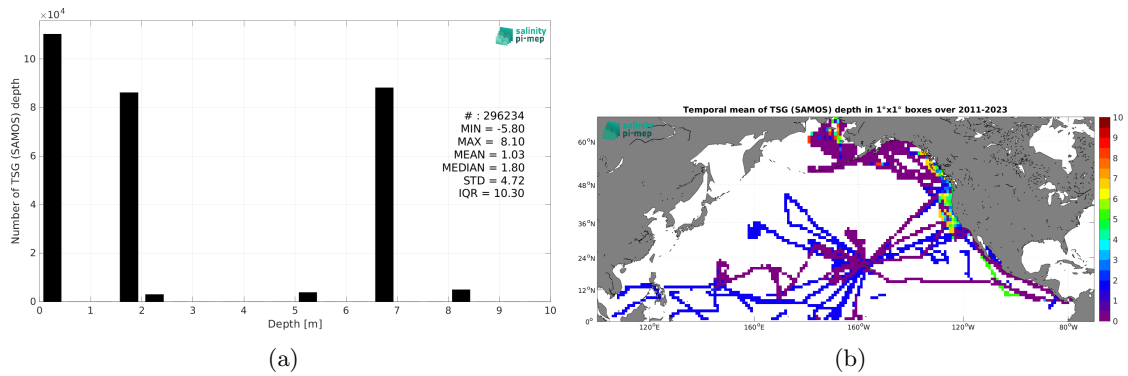 ×10⁴
10
8
6
4
2
0
Number of TSG (SAMOS) depth
0 1 2 3 4 5 6 7 8 9 10
Depth [m]
salinity
pi-mep
# : 296234
MIN = -5.80
MAX = 8.10
MEAN = 1.03
MEDIAN = 1.80
STD = 4.72
IQR = 10.30
(a)
Temporal mean of TSG (SAMOS) depth in 1°x1° boxes over 2011-2023
salinity
pi-mep
60°N
48°N
36°N
24°N
12°N
0°
120°E 160°E 160°W 120°W 80°W
10
9
8
7
6
5
4
3
2
1
0
(b)